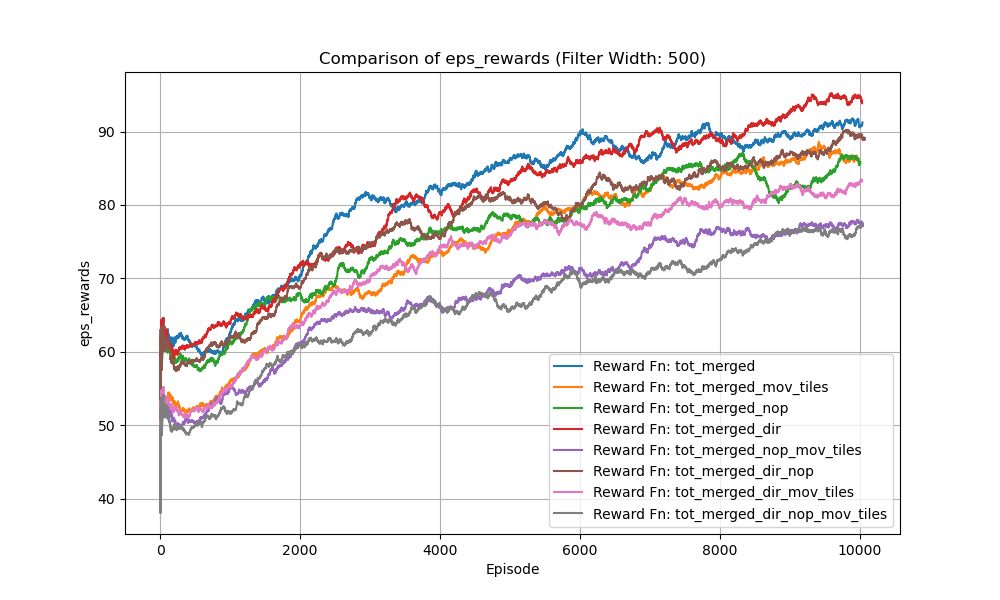 Comparison of eps_rewards (Filter Width: 500)
eps_rewards
90
80
70
60
50
40
0
2000
4000
6000
8000
10000
Episode
Reward Fn: tot_merged
Reward Fn: tot_merged_mov_tiles
Reward Fn: tot_merged_nop
Reward Fn: tot_merged_dir
Reward Fn: tot_merged_nop_mov_tiles
Reward Fn: tot_merged_dir_nop
Reward Fn: tot_merged_dir_mov_tiles
Reward Fn: tot_merged_dir_nop_mov_tiles